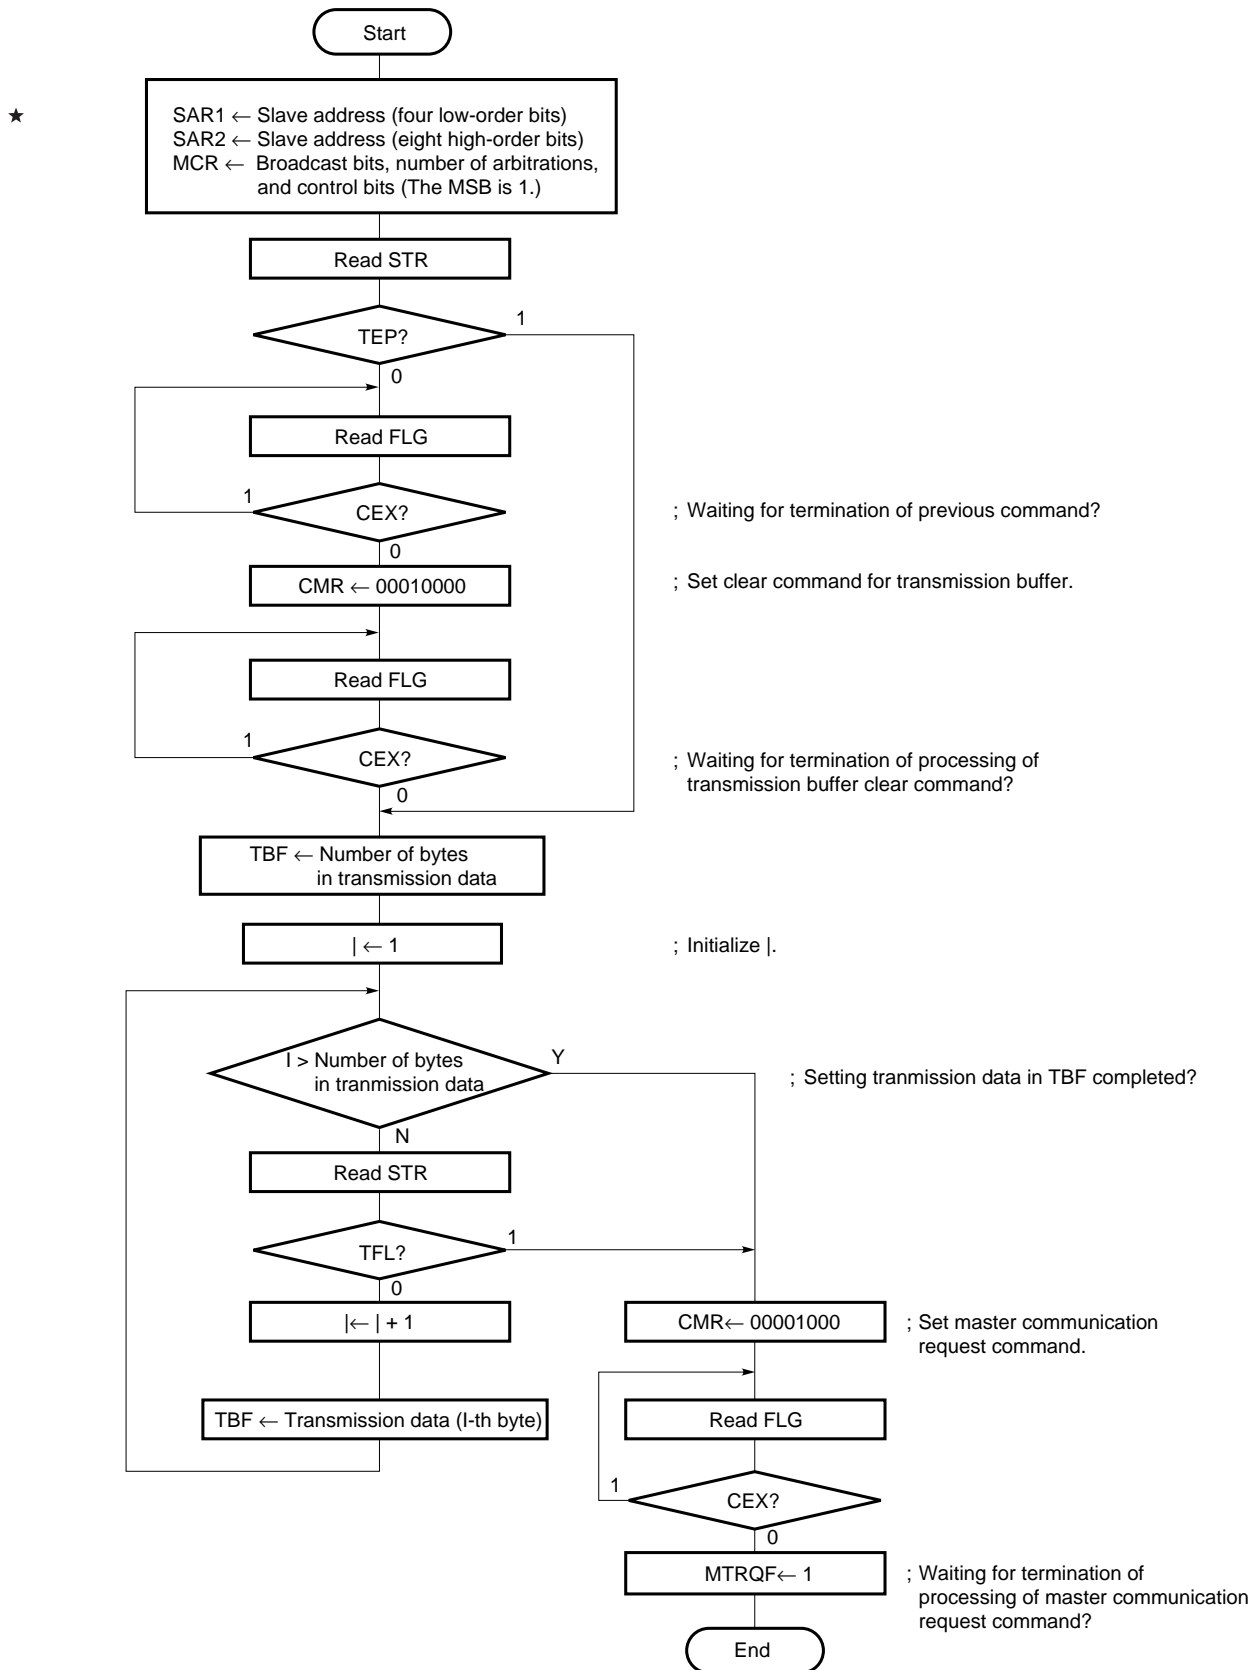 Start
★
SAR1 ← Slave address (four low-order bits)
SAR2 ← Slave address (eight high-order bits)
MCR ← Broadcast bits, number of arbitrations,
and control bits (The MSB is 1.)
Read STR
TEP?
1
0
Read FLG
1
CEX?
; Waiting for termination of previous command?
0
CMR ← 00010000
; Set clear command for transmission buffer.
Read FLG
1
CEX?
; Waiting for termination of processing of
transmission buffer clear command?
0
TBF ← Number of bytes
in transmission data
| ← 1
; Initialize |.
I > Number of bytes
in tranmission data
Y
; Setting tranmission data in TBF completed?
N
Read STR
TFL?
1
0
|← | + 1
CMR← 00001000
; Set master communication
request command.
TBF ← Transmission data (I-th byte)
Read FLG
1
CEX?
0
MTRQF← 1
; Waiting for termination of
processing of master communication
request command?
End